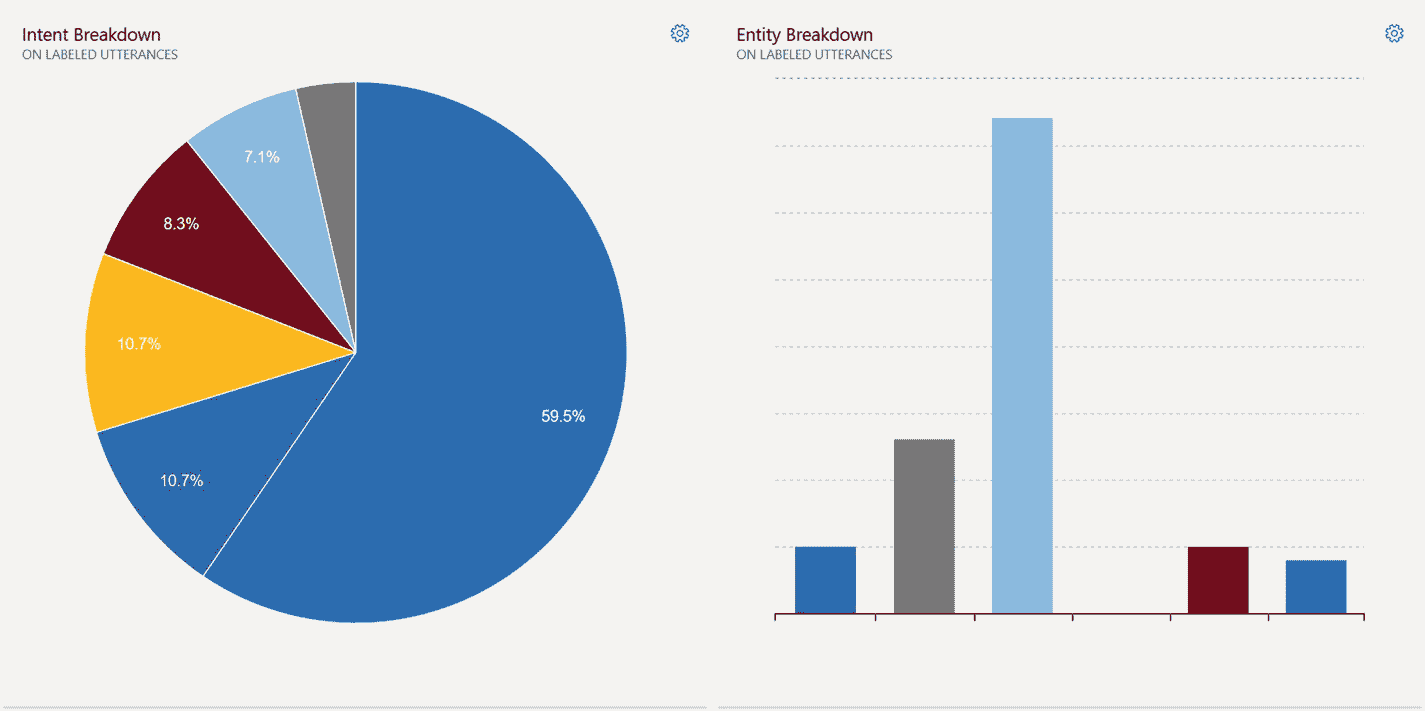 Intent Breakdown
ON LABELED UTTERANCES
7.1%
8.3%
10.7%
59.5%
10.7%
Entity Breakdown
ON LABELED UTTERANCES